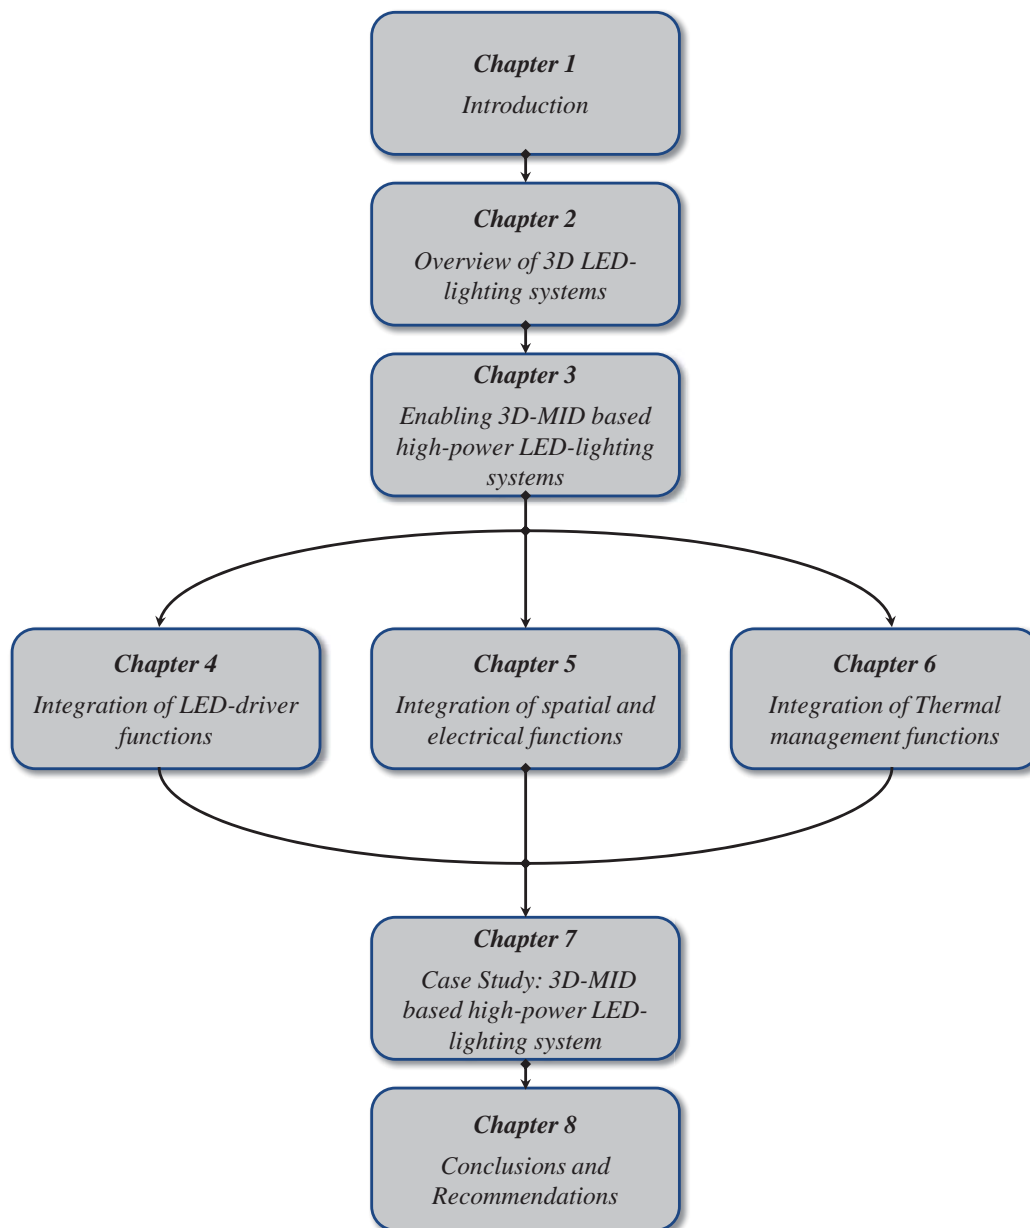 Chapter 1
Introduction
Chapter 2
Overview of 3D LED-
lighting systems
Chapter 3
Enabling 3D-MID based
high-power LED-lighting
systems
Chapter 4
Integration of LED-driver
functions
Chapter 5
Integration of spatial and
electrical functions
Chapter 6
Integration of Thermal
management functions
Chapter 7
Case Study: 3D-MID
based high-power LED-
lighting system
Chapter 8
Conclusions and
Recommendations